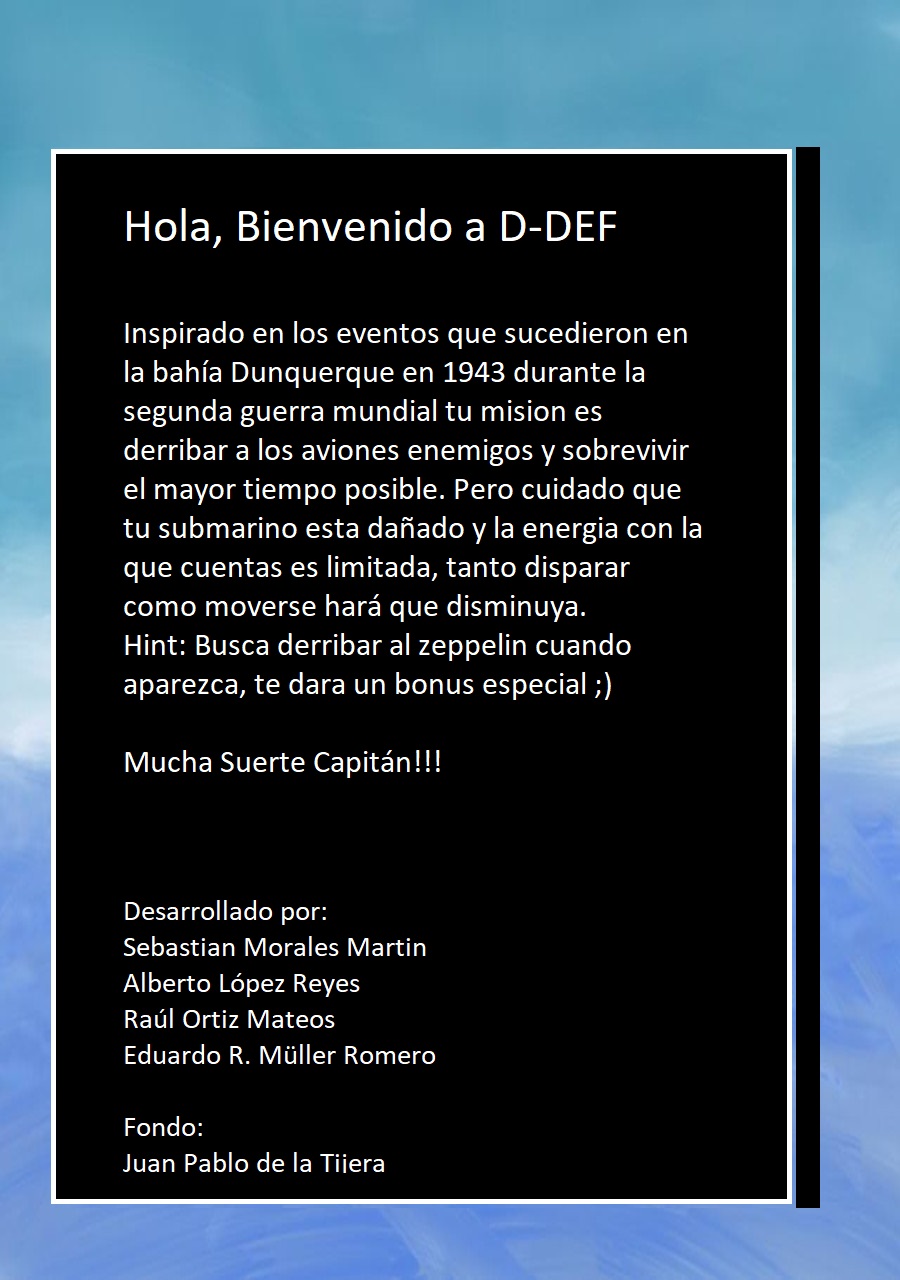 Hola, Bienvenido a D-DEF
Inspirado en los eventos que sucedieron en
la bahía Dunquerque en 1943 durante la
segunda guerra mundial tu mision es
derribar a los aviones enemigos y sobrevivir
el mayor tiempo posible. Pero cuidado que
tu submarino esta dañado y la energia con la
que cuentas es limitada, tanto disparar
como moverse hará que disminuya.
Hint: Busca derribar al zeppelin cuando
aparezca, te dara un bonus especial ;)
Mucha Suerte Capitán!!!
Desarrollado por:
Sebastian Morales Martin
Alberto López Reyes
Raúl Ortiz Mateos
Eduardo R. Müller Romero
Fondo:
Juan Pablo de la Tijera